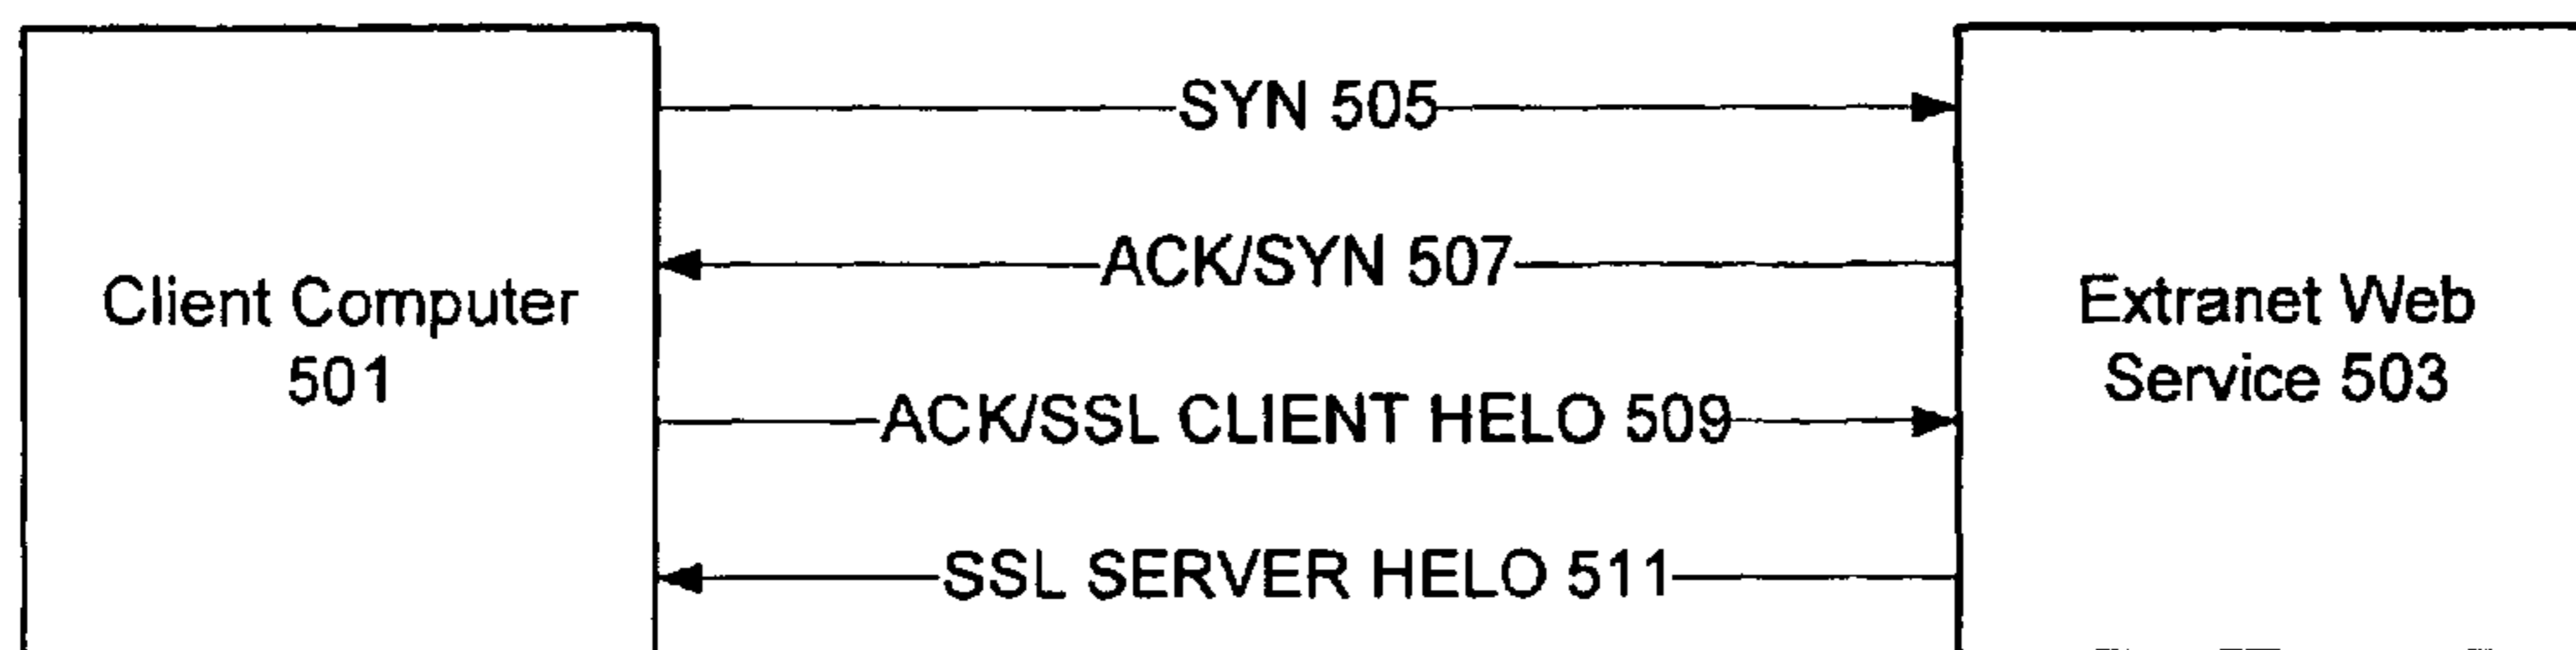 SYN 505
ACK/SYN 507
Client Computer
501
Extranet Web
Service 503
ACK/SSL CLIENT HELO 509
SSL SERVER HELO 511